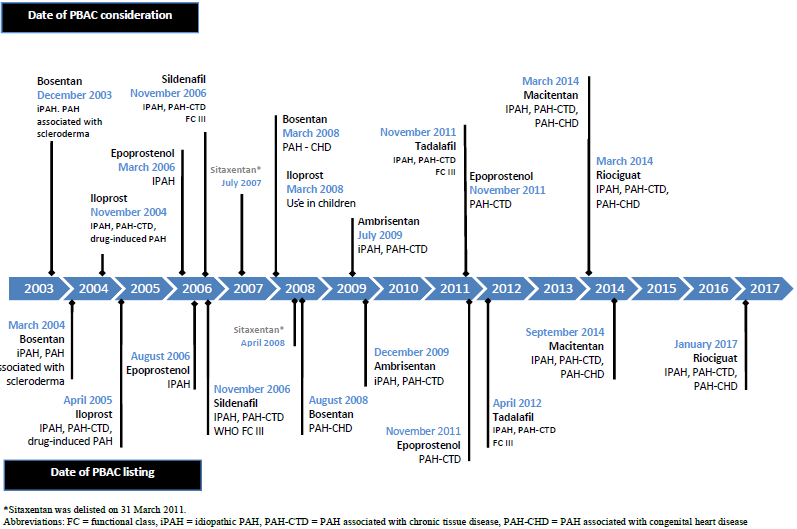 Date of PBAC consideration
Bosentan
December 2003
iPAH. PAH
associated with
scleroderma
Iloprost
November 2004
iPAH, PAH-CTD,
drug-induced PAH
Epoprostenol
March 2006
IPAH
Sildenafil
November 2006
IPAH, PAH-CTD
FC III
Sitaxentan*
July 2007
Bosentan
March 2008
PAH - CHD
Iloprost
March 2008
Use in children
Ambrisentan
July 2009
iPAH, PAH-CTD
November 2011
Tadalafil
IPAH, PAH-CTD
FC III
Epoprostenol
November 2011
PAH-CTD
March 2014
Macitentan
IPAH, PAH-CTD,
PAH-CHD
March 2014
Riociguat
IPAH, PAH-CTD,
PAH-CHD
2003 2004 2005 2006 2007 2008 2009 2010 2011 2012 2013 2014 2015 2016 2017
March 2004
Bosentan
iPAH, PAH
associated with
scleroderma
April 2005
Iloprost
IPAH, PAH-CTD,
drug-induced PAH
August 2006
Epoprostenol
IPAH
November 2006
Sildenafil
IPAH, PAH-CTD
WHO FC III
Sitaxentan*
April 2008
August 2008
Bosentan
PAH-CHD
December 2009
Ambrisentan
iPAH, PAH-CTD
November 2011
Epoprostenol
PAH-CTD
April 2012
Tadalafil
IPAH, PAH-CTD
FC III
September 2014
Macitentan
IPAH, PAH-CTD,
PAH-CHD
January 2017
Riociguat
IPAH, PAH-CTD,
PAH-CHD
Date of PBAC listing
*Sitaxentan was delisted on 31 March 2011.
Abbreviations: FC = functional class, iPAH = idiopathic PAH, PAH-CTD = PAH associated with chronic tissue disease, PAH-CHD = PAH associated with congenital heart disease